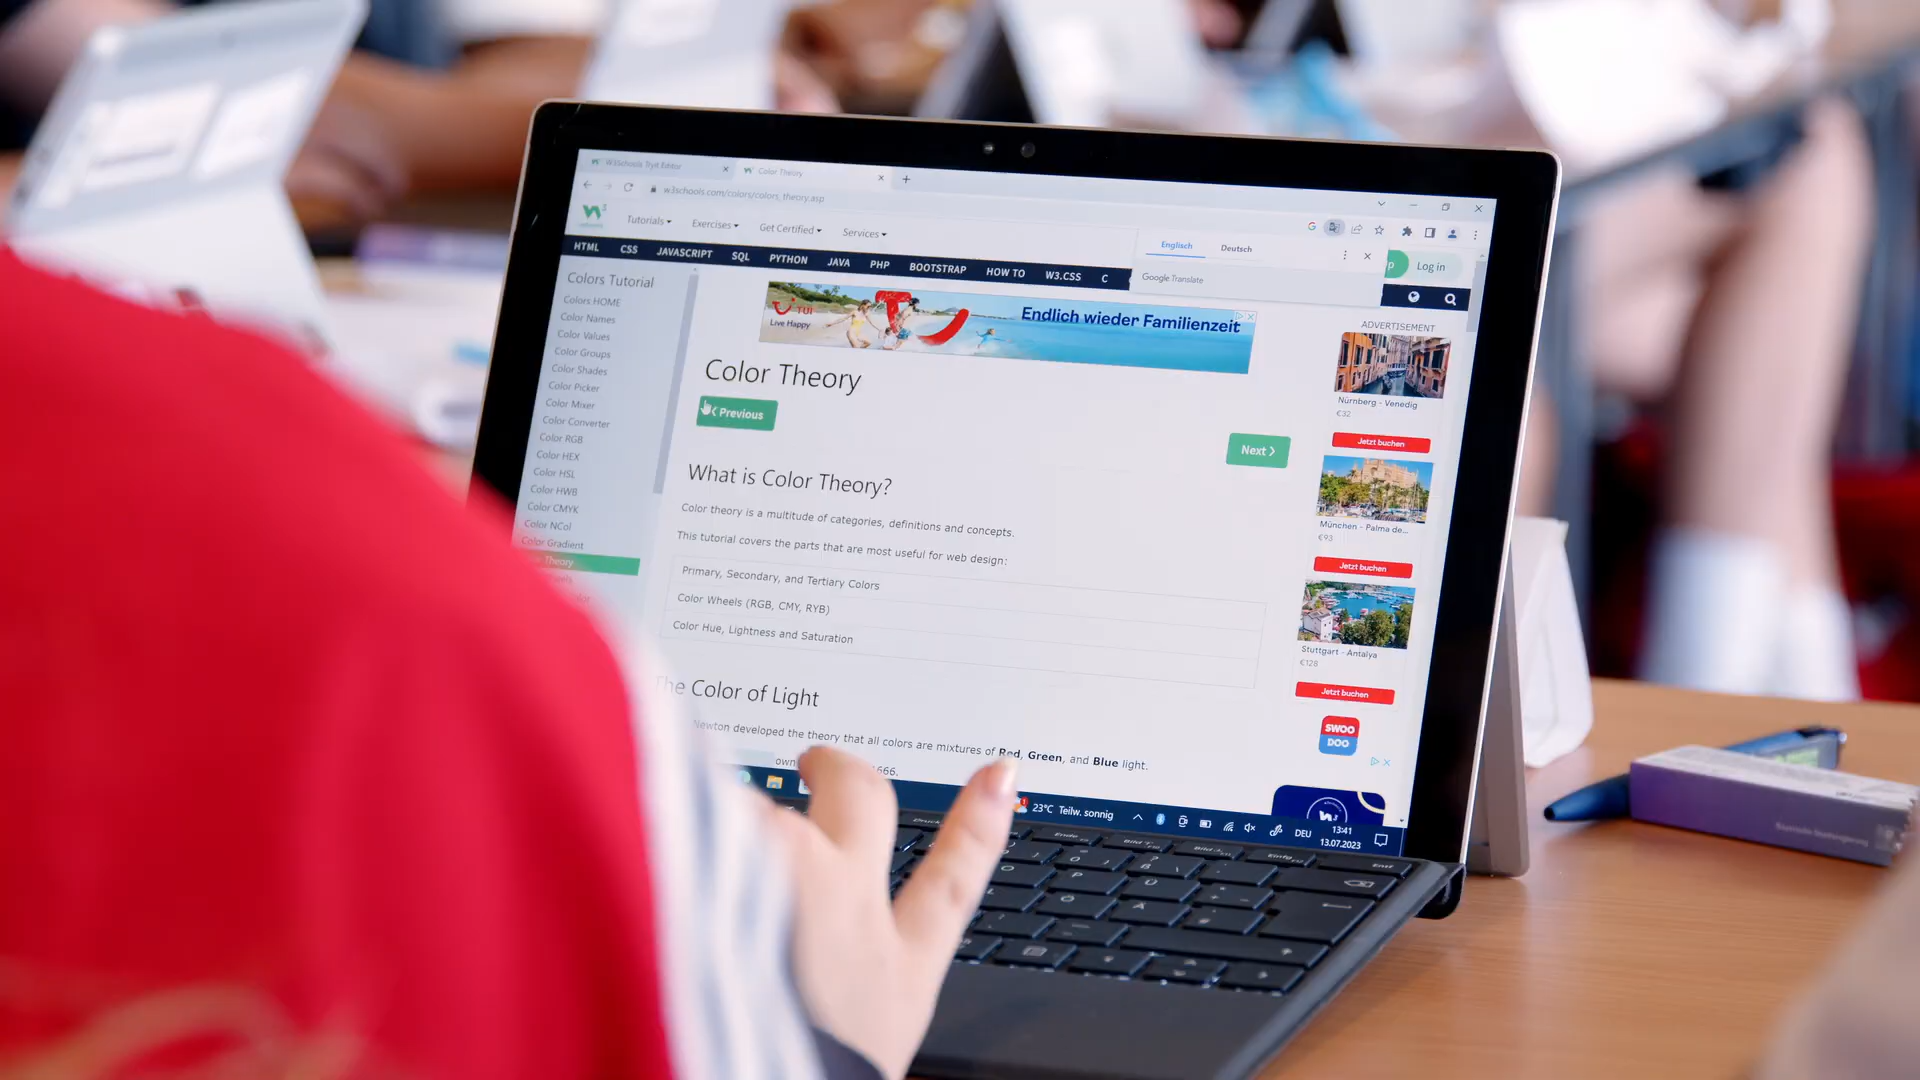 W3Schools Tryit Editor
Color Theory
w3schools.com/colors/colors_theory.asp
Tutorials
Exercises
Get Certified
Services
Englisch
Deutsch
Google Translate
Log in
HTML
CSS
JAVASCRIPT
SQL
PYTHON
JAVA
PHP
BOOTSTRAP
HOW TO
W3.CSS
C
Colors Tutorial
Colors HOME
Color Names
Color Values
Color Groups
Color Shades
Color Picker
Color Mixer
Color Converter
Color RGB
Color HEX
Color HSL
Color HWB
Color CMYK
Color NCol
Color Gradient
Theory
TUI
Live Happy
Endlich wieder Familienzeit
Color Theory
❮ Previous
Next ❯
What is Color Theory?
Color theory is a multitude of categories, definitions and concepts.
This tutorial covers the parts that are most useful for web design:
Primary, Secondary, and Tertiary Colors
Color Wheels (RGB, CMY, RYB)
Color Hue, Lightness and Saturation
The Color of Light
Newton developed the theory that all colors are mixtures of Red, Green, and Blue light.
ADVERTISEMENT
Nürnberg - Venedig
€32
Jetzt buchen
München - Palma de...
€93
Jetzt buchen
Stuttgart - Antalya
€128
Jetzt buchen
SWOO
DOO
23°C Teilw. sonnig
DEU
13:41
13.07.2023
Ende
Einfg
Entf
P
Ü
Ö
Ä